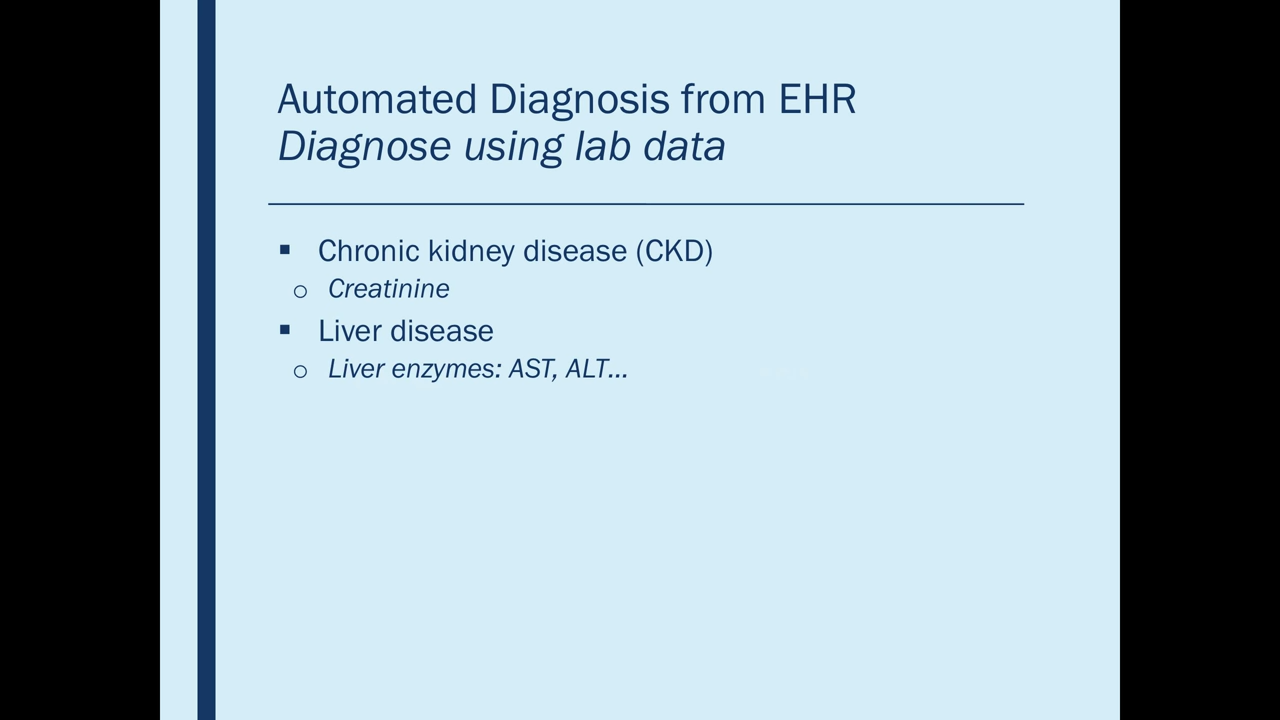 Automated Diagnosis from EHR
Diagnose using lab data
▪ Chronic kidney disease (CKD)
o Creatinine
▪ Liver disease
o Liver enzymes: AST, ALT...